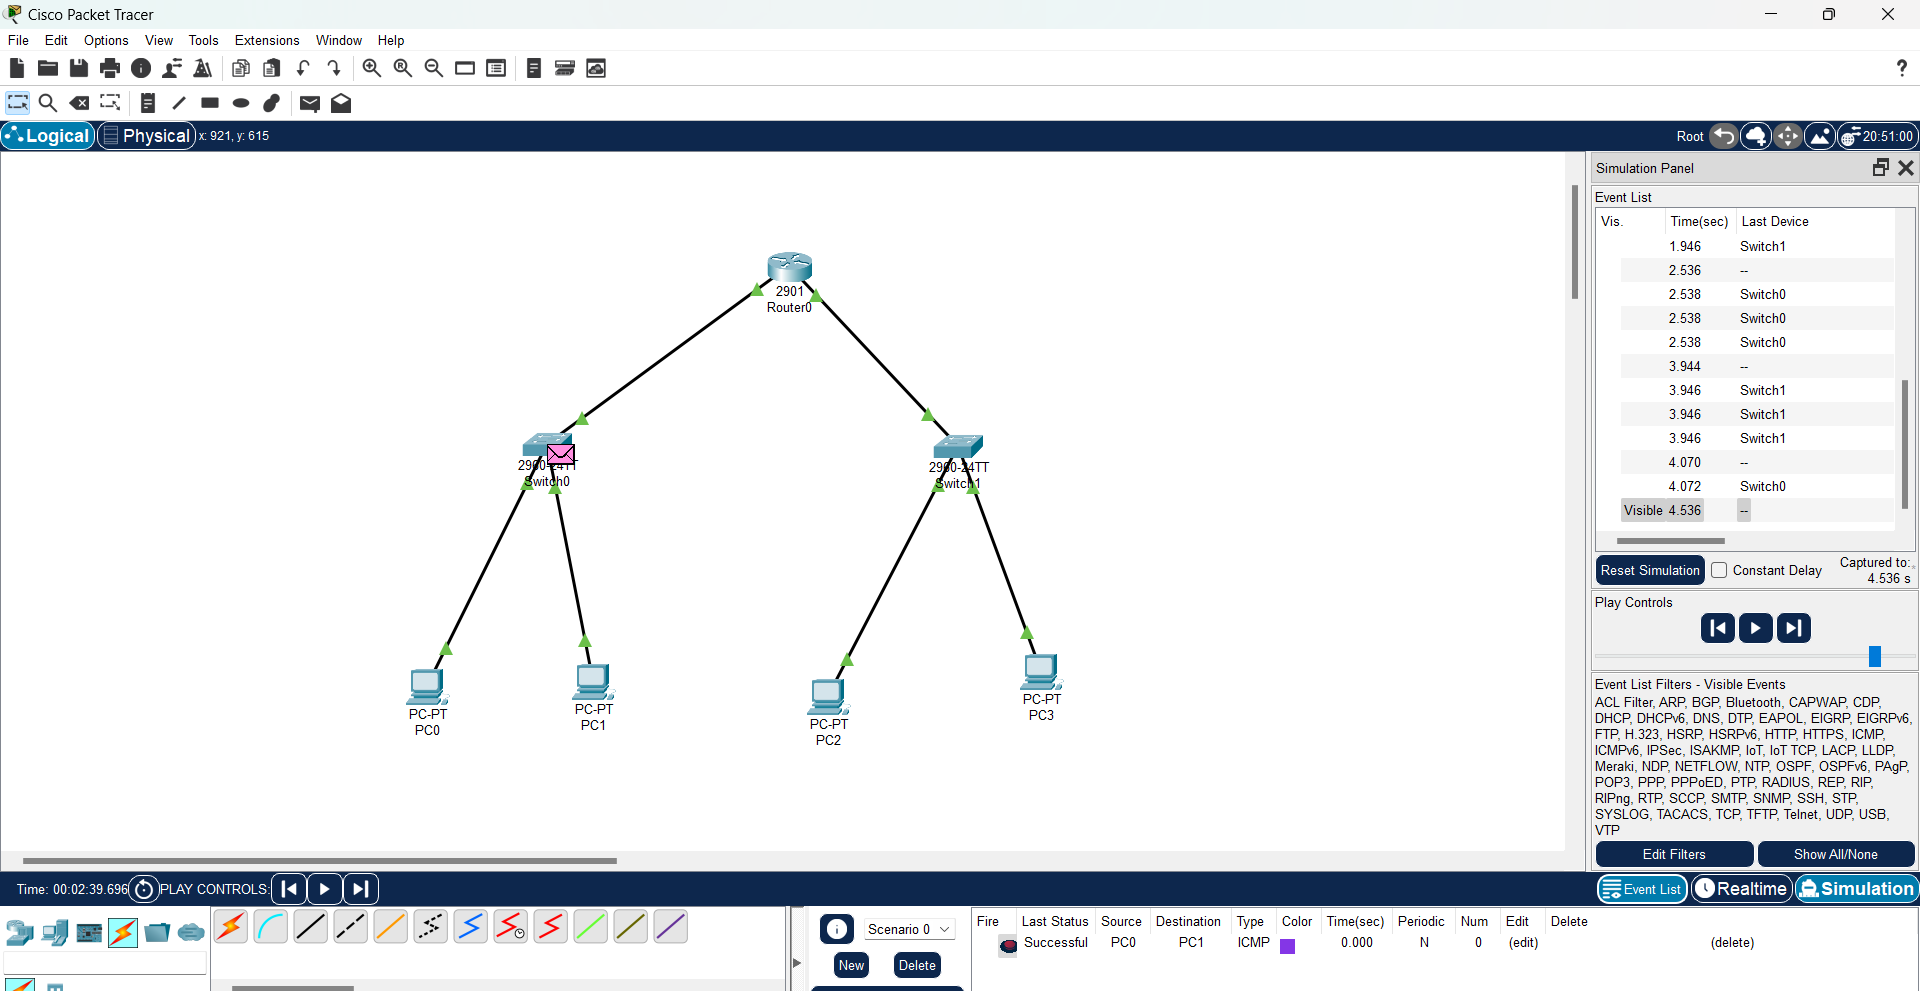 Cisco Packet Tracer
File Edit Options View Tools Extensions Window Help
?
Logical Physical x: 921, y: 615 Root 20:51:00
Simulation Panel
Event List
Vis. Time(sec) Last Device
1.946 Switch1
2.536 --
2.538 Switch0
2.538 Switch0
2.538 Switch0
3.944 --
3.946 Switch1
3.946 Switch1
3.946 Switch1
4.070 --
4.072 Switch0
Visible 4.536 --
Reset Simulation Constant Delay Captured to:
4.536 s
Play Controls
Event List Filters - Visible Events
ACL Filter, ARP, BGP, Bluetooth, CAPWAP, CDP,
DHCP, DHCPv6, DNS, DTP, EAPOL, EIGRP, EIGRPv6,
FTP, H.323, HSRP, HSRPv6, HTTP, HTTPS, ICMP,
ICMPv6, IPSec, ISAKMP, IoT, IoT TCP, LACP, LLDP,
Meraki, NDP, NETFLOW, NTP, OSPF, OSPFv6, PAgP,
POP3, PPP, PPPoED, PTP, RADIUS, REP, RIP,
RIPng, RTP, SCCP, SMTP, SNMP, SSH, STP,
SYSLOG, TACACS, TCP, TFTP, Telnet, UDP, USB,
VTP
Edit Filters Show All/None
2901
Router0
2960-24TT
Switch0
2960-24TT
Switch1
PC-PT
PC0
PC-PT
PC1
PC-PT
PC2
PC-PT
PC3
Time: 00:02:39.696 PLAY CONTROLS: Event List Realtime Simulation
Scenario 0
New Delete
Fire Last Status Source Destination Type Color Time(sec) Periodic Num Edit Delete
Successful PC0 PC1 ICMP 0.000 N 0 (edit) (delete)